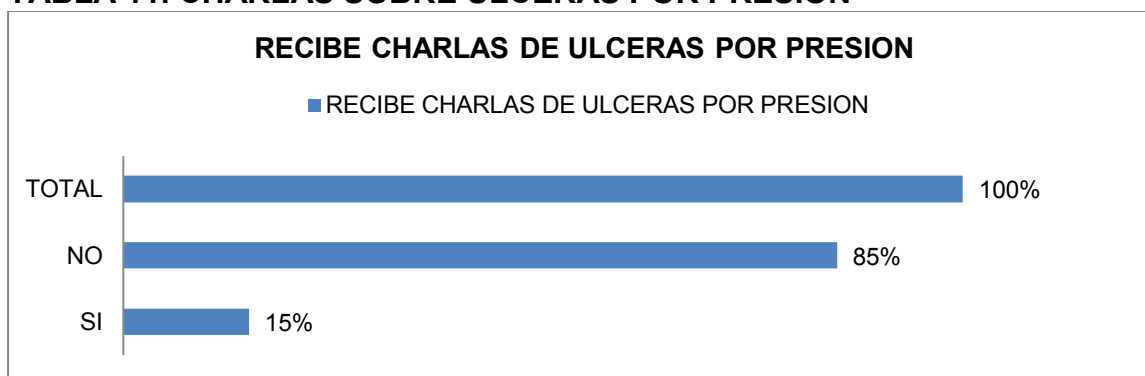 RECIBE CHARLAS DE ULCERAS POR PRESION
RECIBE CHARLAS DE ULCERAS POR PRESION
TOTAL 100%
NO 85%
SI 15%